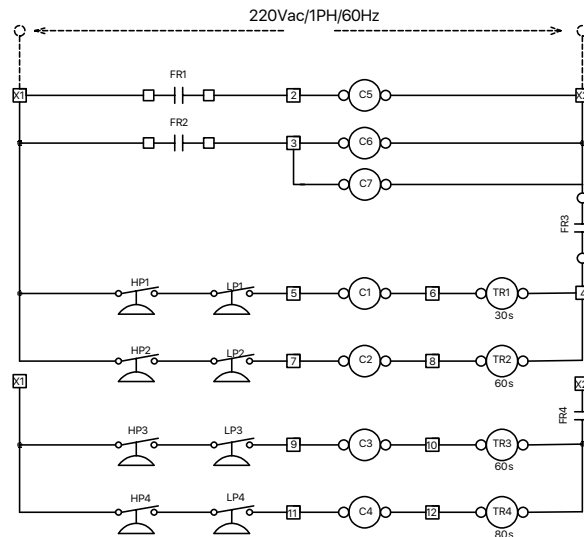 220Vac/1PH/60Hz
FR1
X1 2 C5 X2
FR2
3 C6
C7
FR3
HP1 LP1
5 C1 6 TR1 4
30s
HP2 LP2
7 C2 8 TR2
60s
X1 X2
FR4
HP3 LP3
9 C3 10 TR3
60s
HP4 LP4
11 C4 12 TR4
80s